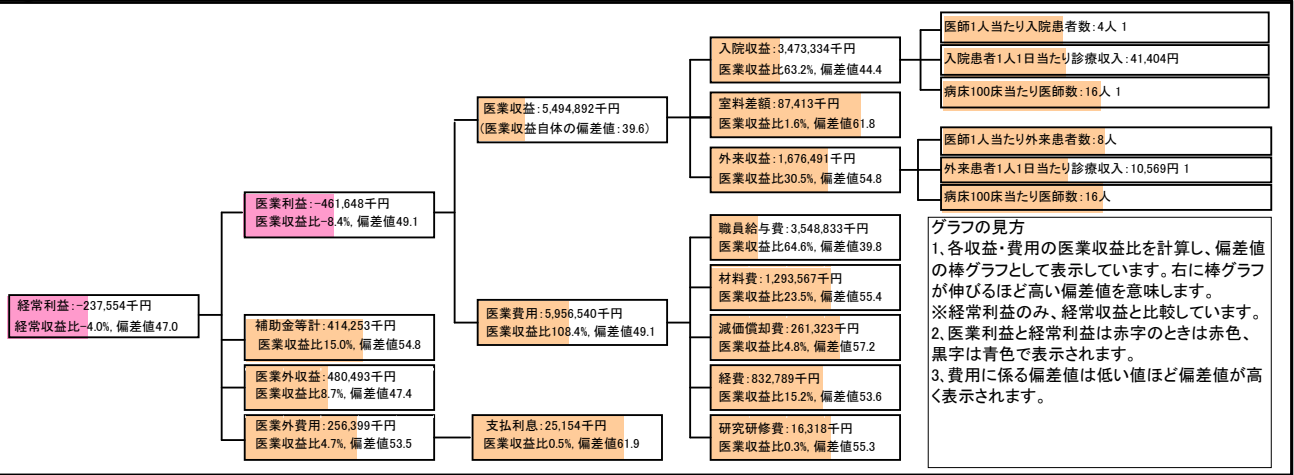 経常利益:-237,554千円
経常収益比-4.0%, 偏差値47.0
医業利益:-461,648千円
医業収益比-8.4%, 偏差値49.1
補助金等計:414,253千円
医業収益比15.0%, 偏差値54.8
医業外収益:480,493千円
医業収益比8.7%, 偏差値47.4
医業外費用:256,399千円
医業収益比4.7%, 偏差値53.5
医業収益:5,494,892千円
(医業収益自体の偏差値:39.6)
医業費用:5,956,540千円
医業収益比108.4%, 偏差値49.1
支払利息:25,154千円
医業収益比0.5%, 偏差値61.9
入院収益:3,473,334千円
医業収益比63.2%, 偏差値44.4
室料差額:87,413千円
医業収益比1.6%, 偏差値61.8
外来収益:1,676,491千円
医業収益比30.5%, 偏差値54.8
職員給与費:3,548,833千円
医業収益比64.6%, 偏差値39.8
材料費:1,293,567千円
医業収益比23.5%, 偏差値55.4
減価償却費:261,323千円
医業収益比4.8%, 偏差値57.2
経費:832,789千円
医業収益比15.2%, 偏差値53.6
研究研修費:16,318千円
医業収益比0.3%, 偏差値55.3
医師1人当たり入院患者数:4人 1
入院患者1人1日当たり診療収入:41,404円
病床100床当たり医師数:16人 1
医師1人当たり外来患者数:8人
外来患者1人1日当たり診療収入:10,569円 1
病床100床当たり医師数:16人
グラフの見方
1、各収益・費用の医業収益比を計算し、偏差値
の棒グラフとして表示しています。右に棒グラフ
が伸びるほど高い偏差値を意味します。
※経常利益のみ、経常収益と比較しています。
2、医業利益と経常利益は赤字のときは赤色、
黒字は青色で表示されます。
3、費用に係る偏差値は低い値ほど偏差値が高
く表示されます。